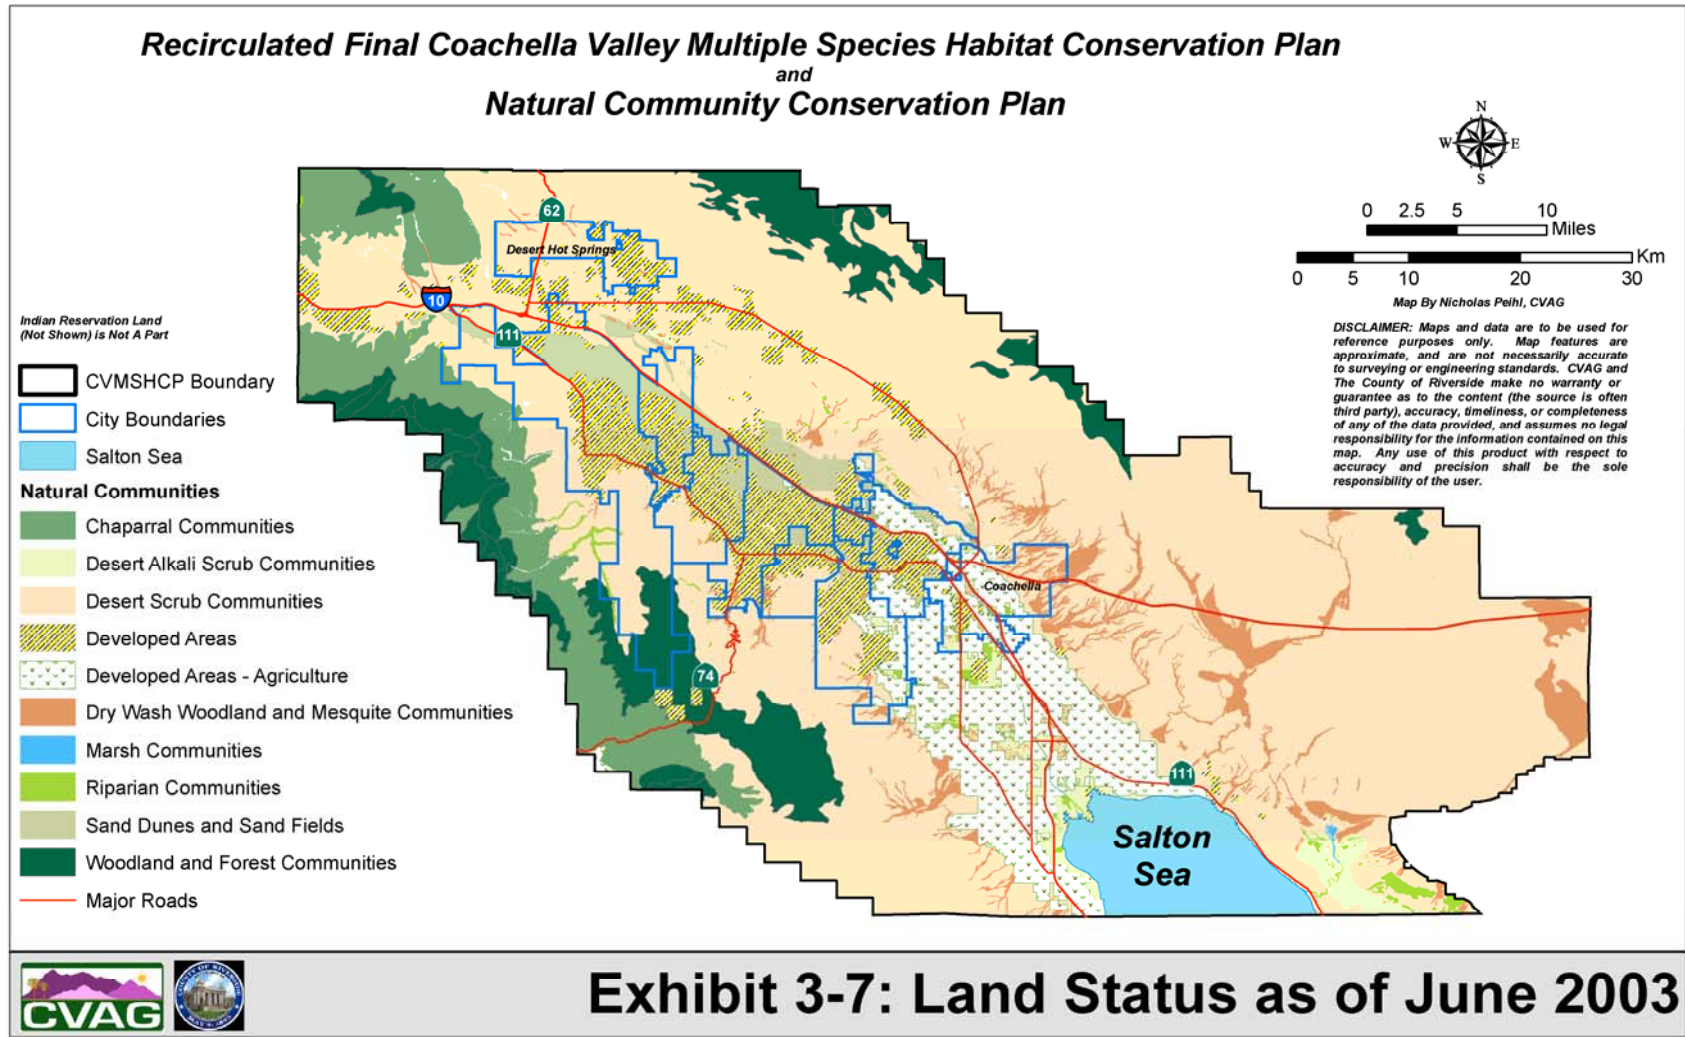 Recirculated Final Coachella Valley Multiple Species Habitat Conservation Plan
and
Natural Community Conservation Plan
N
W E
S
0 2.5 5 10
Miles
Km
0 5 10 20 30
Map By Nicholas Peihl, CVAG
DISCLAIMER: Maps and data are to be used for
reference purposes only. Map features are
approximate, and are not necessarily accurate
to surveying or engineering standards. CVAG and
The County of Riverside make no warranty or
guarantee as to the content (the source is often
third party), accuracy, timeliness, or completeness
of any of the data provided, and assumes no legal
responsibility for the information contained on this
map. Any use of this product with respect to
accuracy and precision shall be the sole
responsibility of the user.
62
Desert Hot Springs
10
111
Coachella
74
111
Salton
Sea
Indian Reservation Land
(Not Shown) is Not A Part
CVMSHCP Boundary
City Boundaries
Salton Sea
Natural Communities
Chaparral Communities
Desert Alkali Scrub Communities
Desert Scrub Communities
Developed Areas
Developed Areas - Agriculture
Dry Wash Woodland and Mesquite Communities
Marsh Communities
Riparian Communities
Sand Dunes and Sand Fields
Woodland and Forest Communities
Major Roads
CVAG
COUNTY OF RIVERSIDE
MAY 9, 1893
Exhibit 3-7: Land Status as of June 2003